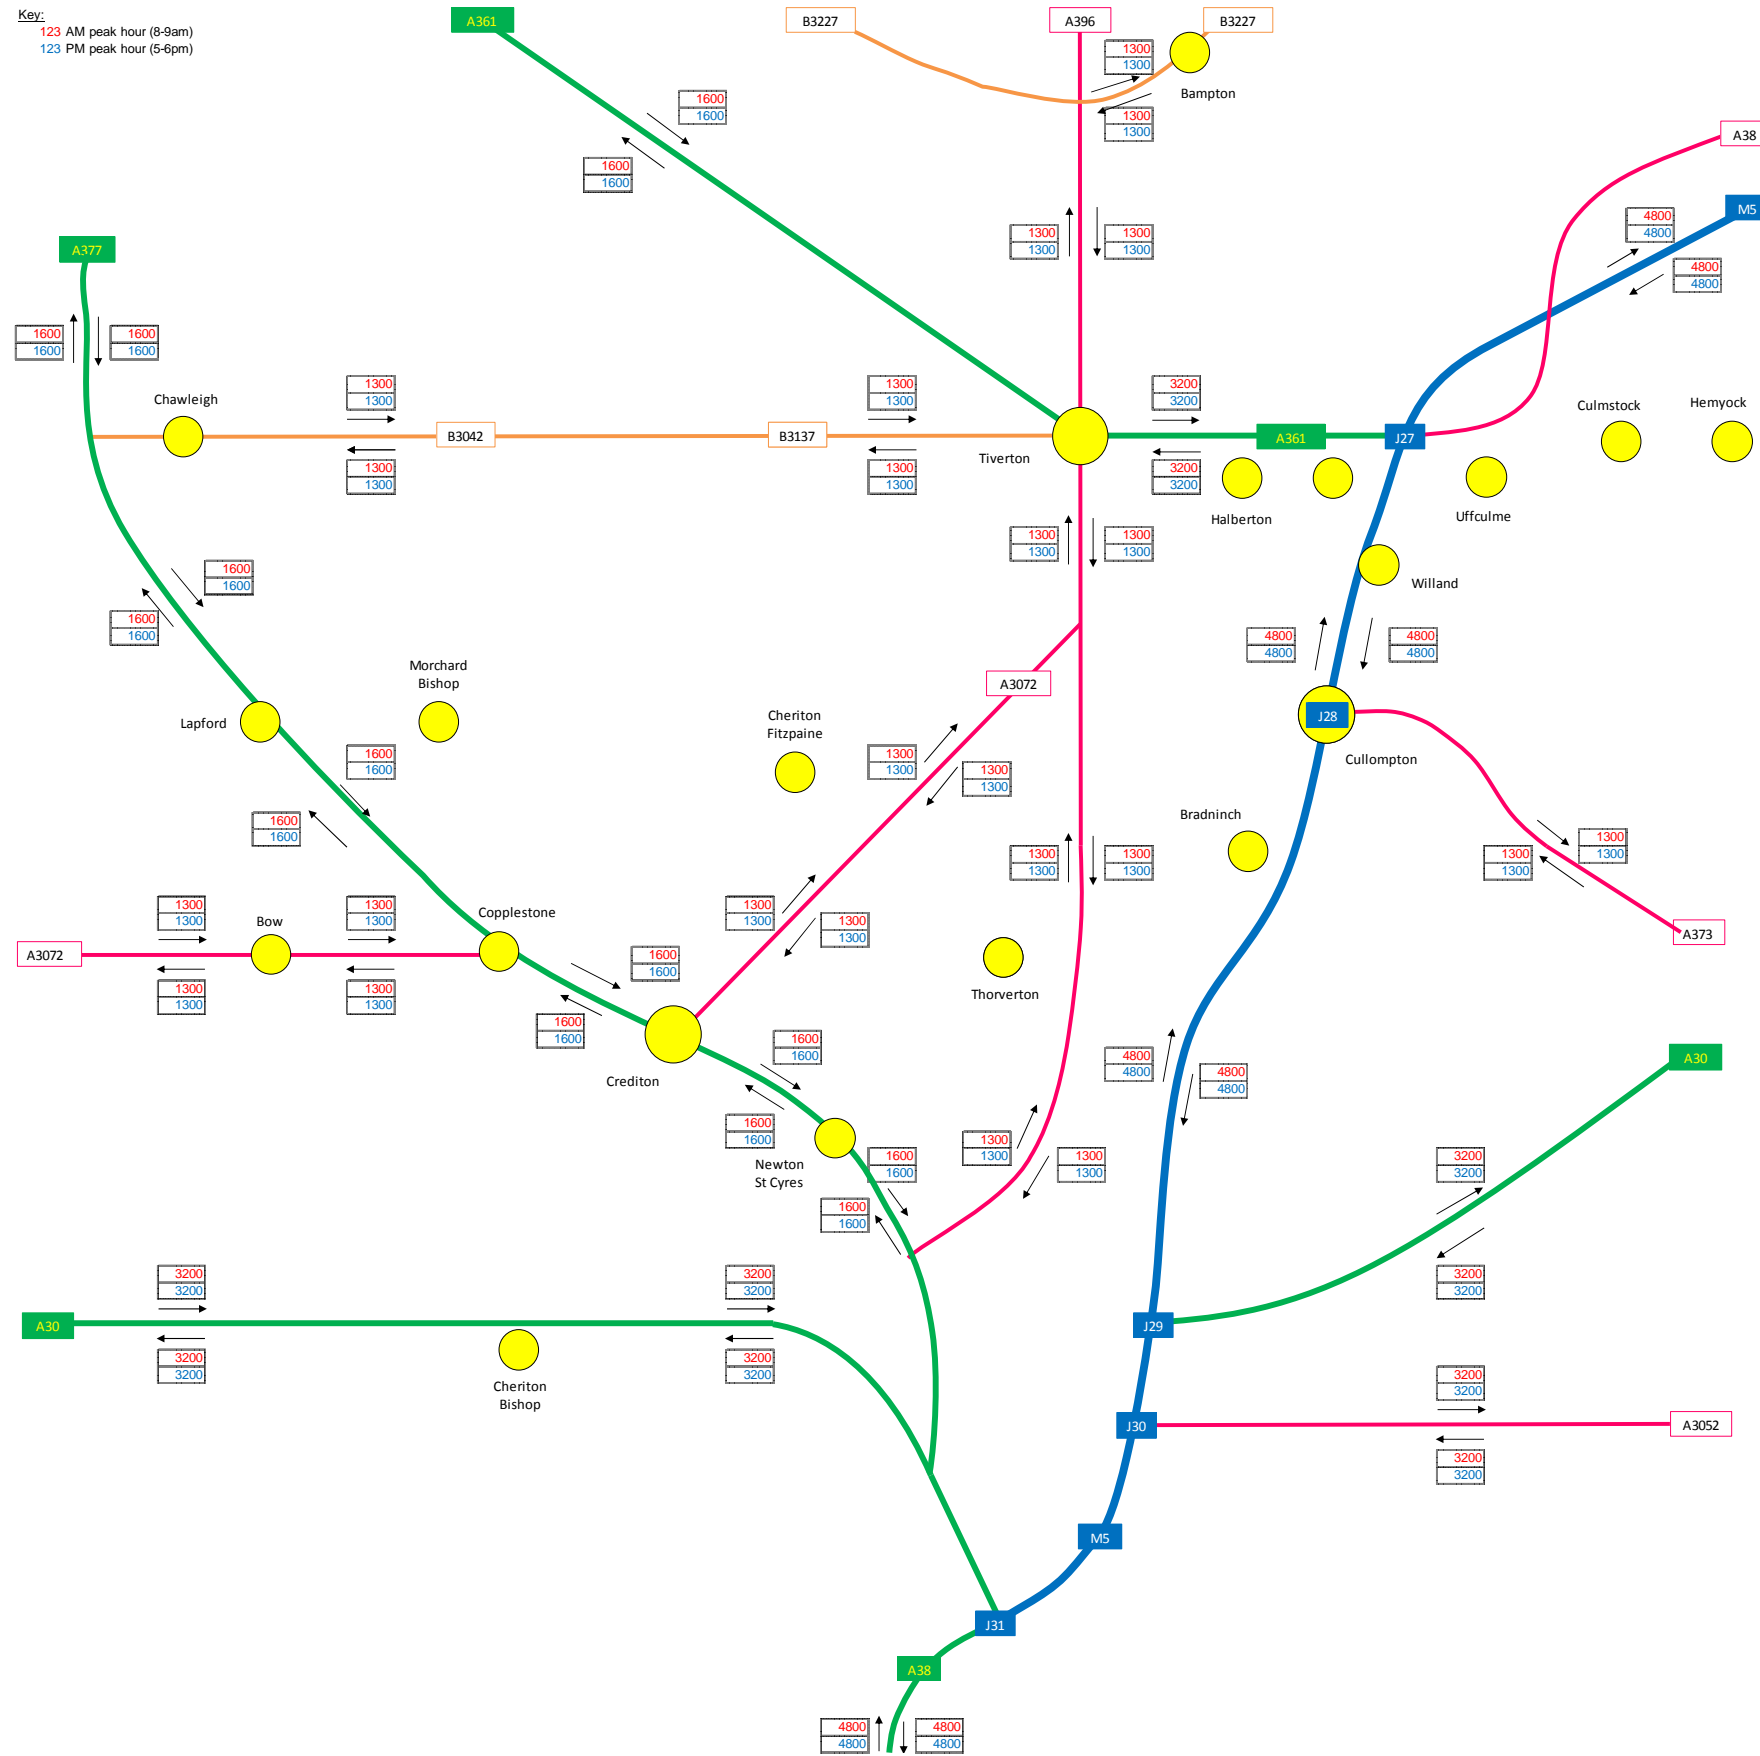 Key:
123 AM peak hour (8-9am)
123 PM peak hour (5-6pm)
A361
B3227
A396
B3227
1300
1300
Bampton
1600
1600
1300
1300
A38
1600
1600
M5
4800
4800
A377
1300
1300
1300
1300
4800
4800
1600
1600
1600
1600
Chawleigh
1300
1300
1300
1300
3200
3200
Culmstock
Hemyock
B3042
B3137
A361
J27
Tiverton
1300
1300
1300
1300
3200
3200
Halberton
Uffculme
1300
1300
1300
1300
1600
1600
Willand
1600
1600
4800
4800
4800
4800
Morchard
Bishop
A3072
Lapford
Cheriton
Fitzpaine
J28
1600
1600
1300
1300
1300
1300
Cullompton
1600
1600
Bradninch
1300
1300
1300
1300
1300
1300
1300
1300
1300
1300
1300
1300
1300
1300
Bow
Copplestone
1300
1300
A3072
A373
1600
1600
1300
1300
1300
1300
Thorverton
1600
1600
1600
1600
Crediton
4800
4800
4800
4800
A30
1600
1600
1300
1300
Newton
St Cyres
1600
1600
1300
1300
3200
3200
1600
1600
3200
3200
3200
3200
3200
3200
A30
J29
3200
3200
3200
3200
Cheriton
Bishop
3200
3200
J30
A3052
3200
3200
M5
J31
A38
4800
4800
4800
4800